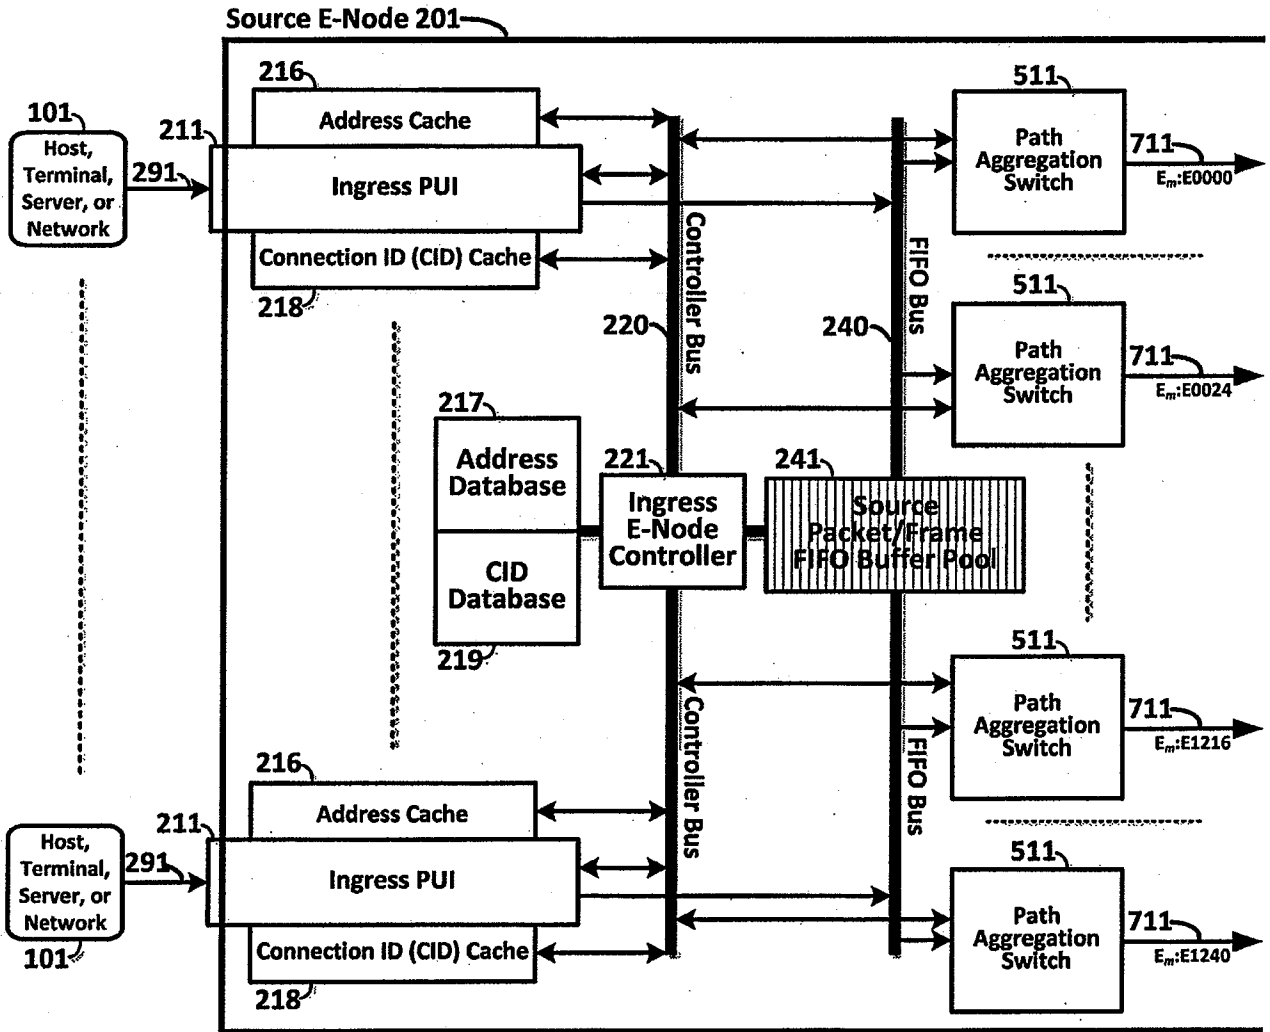 Source E-Node 201
216
Address Cache
101
Host,
Terminal,
Server, or
Network
291
211
Ingress PUI
Connection ID (CID) Cache
218
Controller Bus
220
FIFO Bus
240
511
Path
Aggregation
Switch
711
Em:E0000
511
Path
Aggregation
Switch
711
Em:E0024
217
Address
Database
CID
Database
219
221
Ingress
E-Node
Controller
241
Source
Packet/Frame
FIFO Buffer Pool
Controller Bus
FIFO Bus
511
Path
Aggregation
Switch
711
Em:E1216
216
Address Cache
211
Host,
Terminal,
Server, or
Network
101
291
Ingress PUI
Connection ID (CID) Cache
218
511
Path
Aggregation
Switch
711
Em:E1240